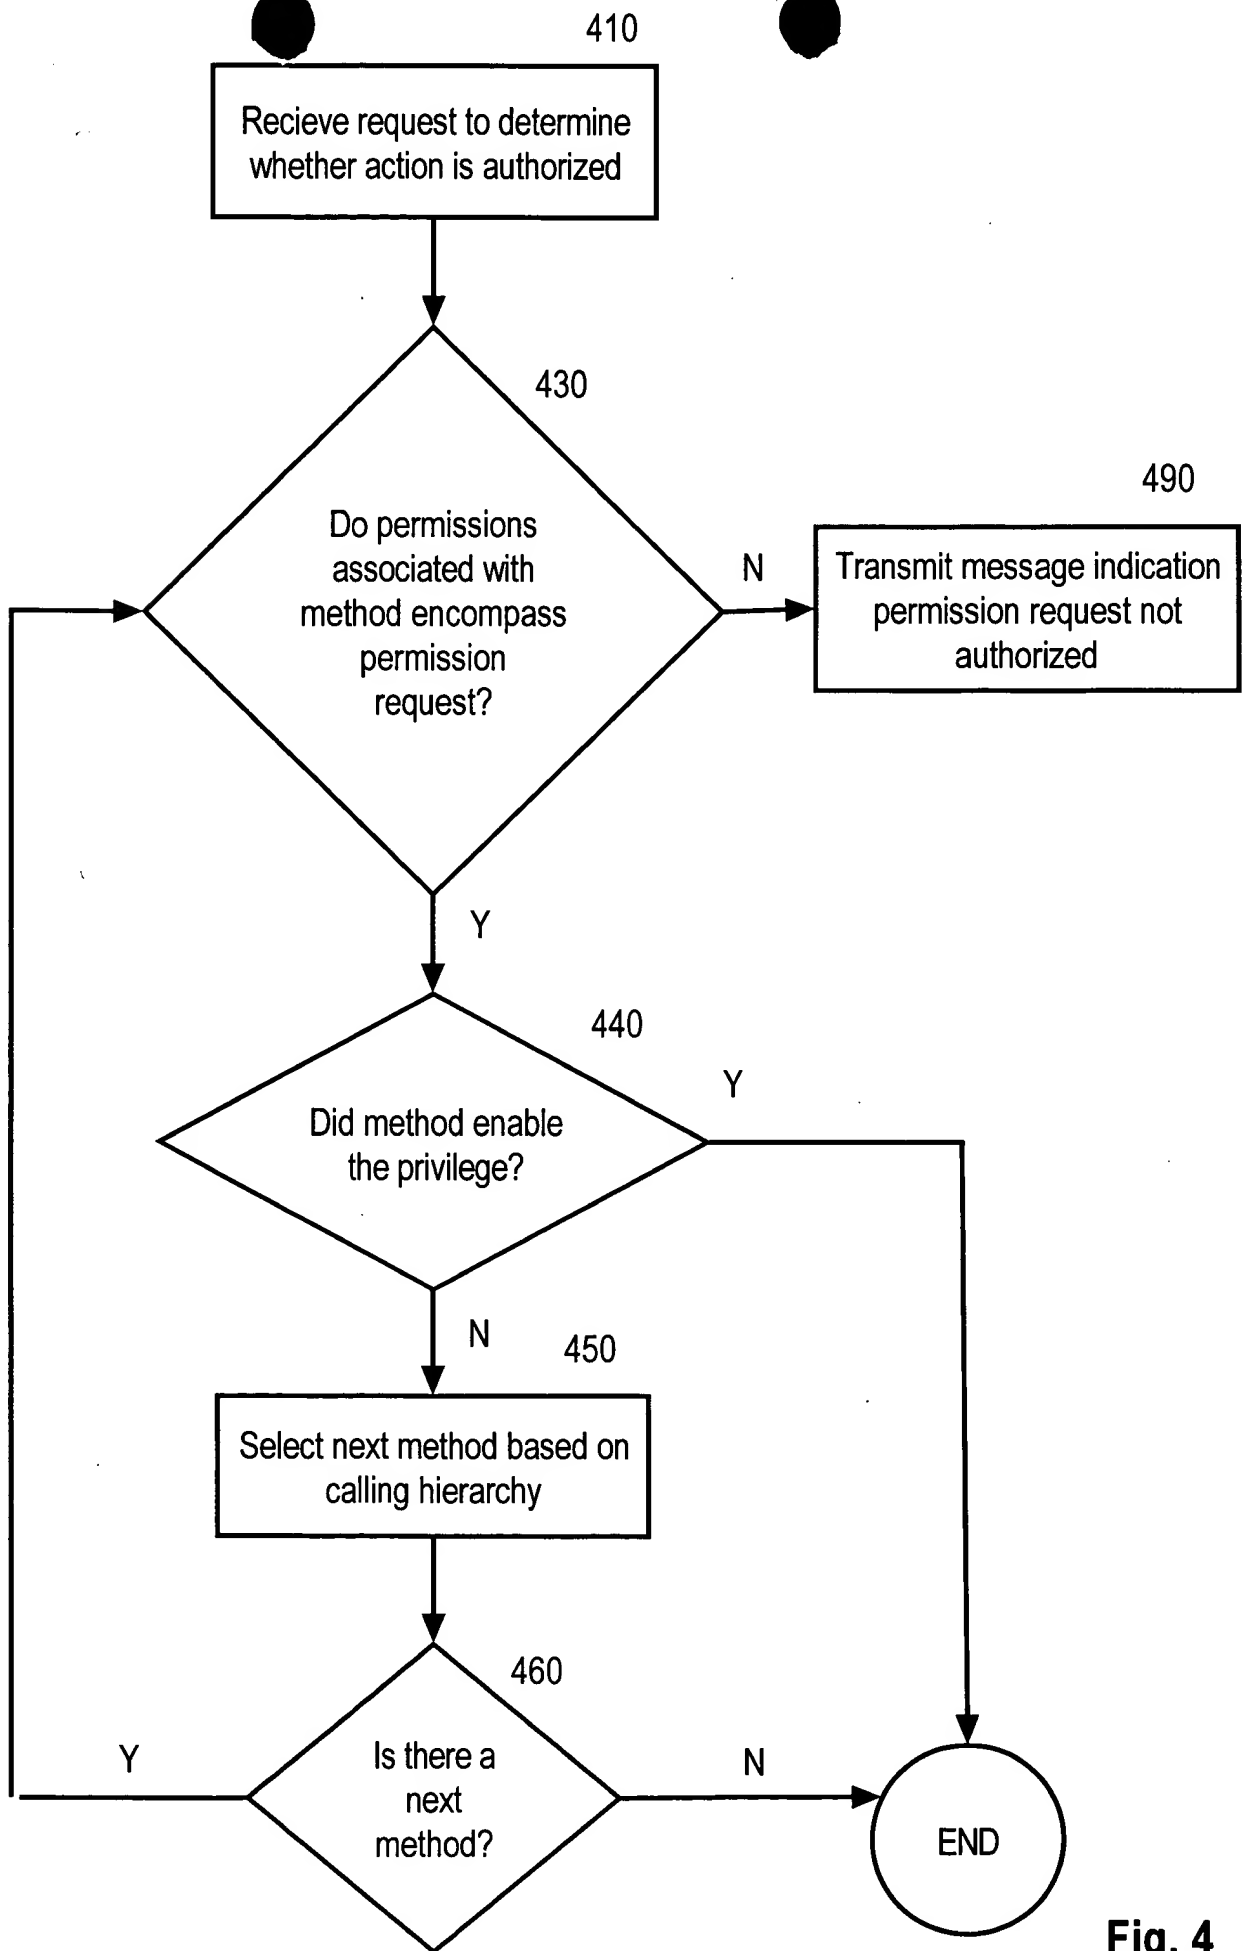 410
Recieve request to determine
whether action is authorized
430
Do permissions
associated with
method encompass
permission
request?
N
490
Transmit message indication
permission request not
authorized
Y
440
Y
Did method enable
the privilege?
N
450
Select next method based on
calling hierarchy
460
Y
Is there a
next
method?
N
END
Fig. 4